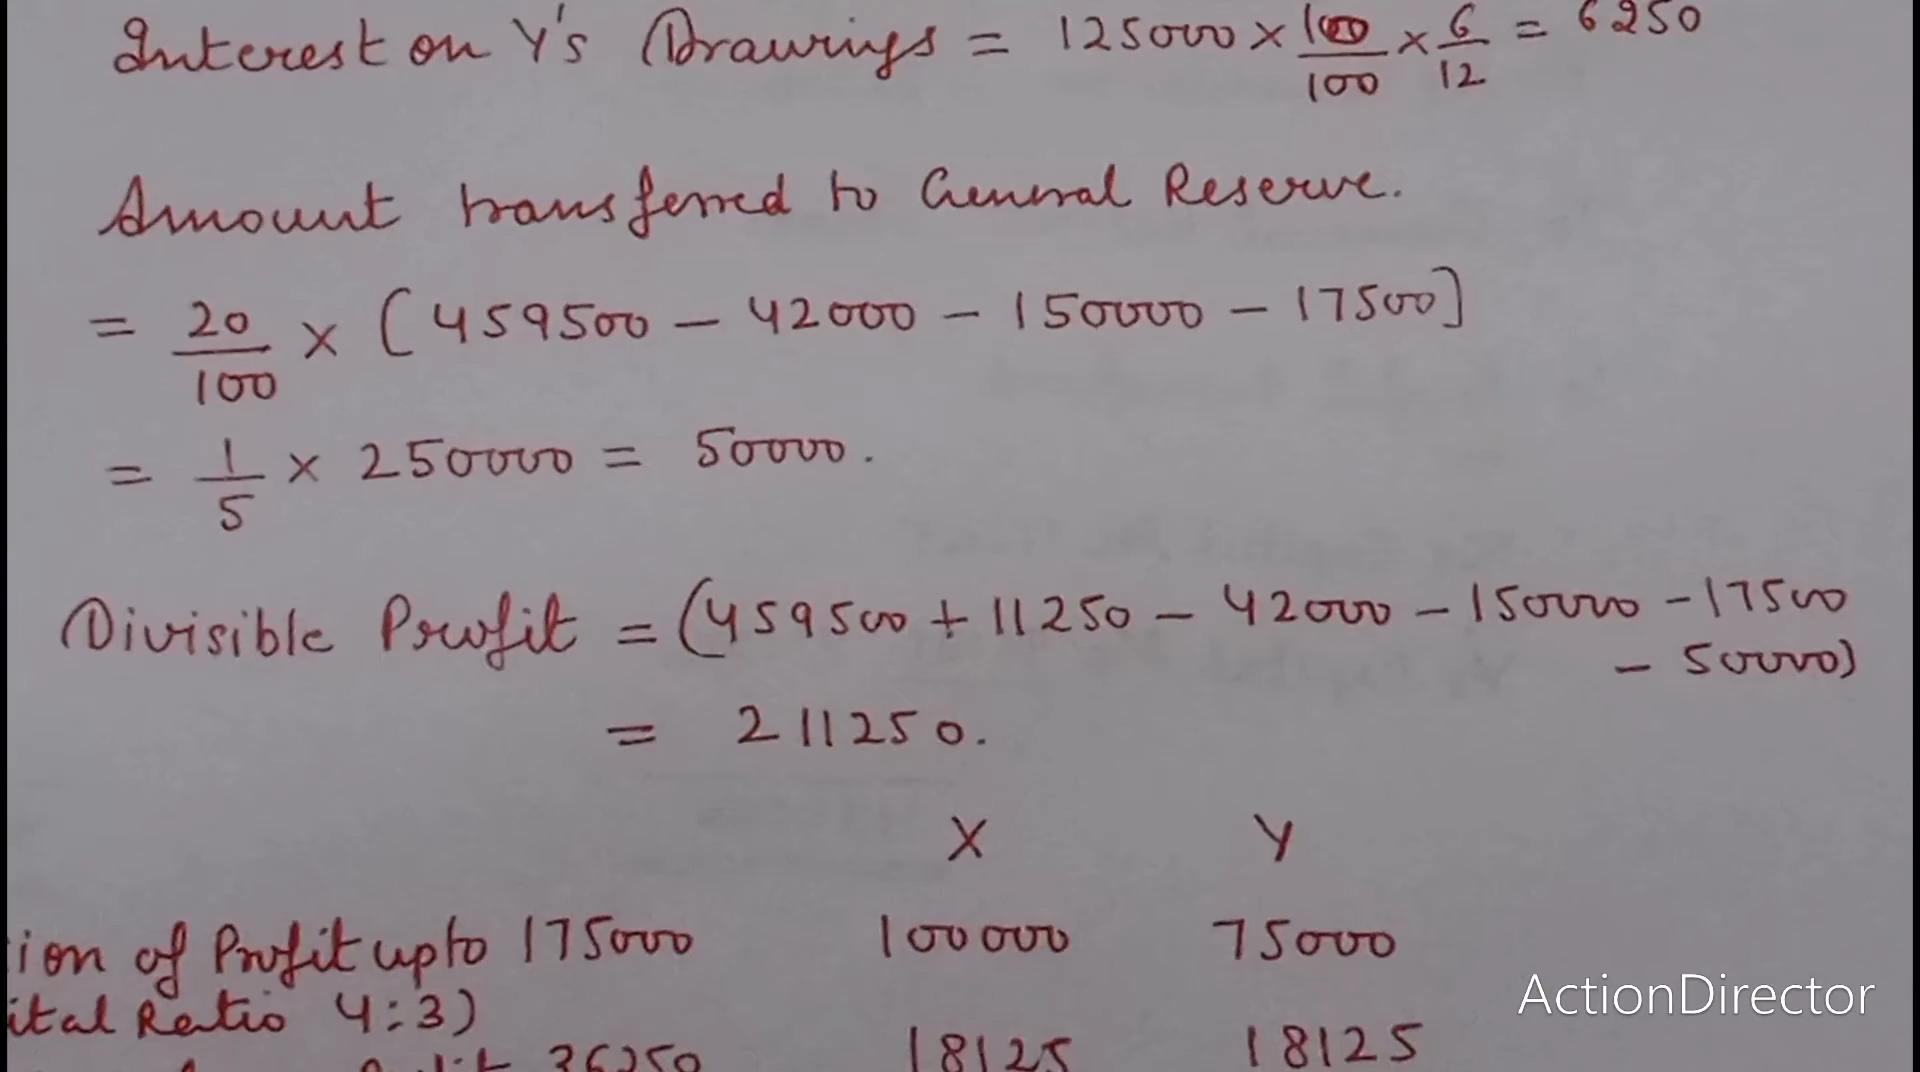 Interest on Y's Drawings = 125000 × 100/100 × 6/12 = 6250
Amount transferred to General Reserve.
= 20/100 × (459500 - 42000 - 150000 - 17500]
= 1/5 × 250000 = 50000.
Divisible Profit = (459500 + 11250 - 42000 - 150000 - 17500
- 50000)
= 211250.
X Y
ion of Profit upto 175000 100000 75000
ital Ratio 4:3)
36250 18125 18125
ActionDirector